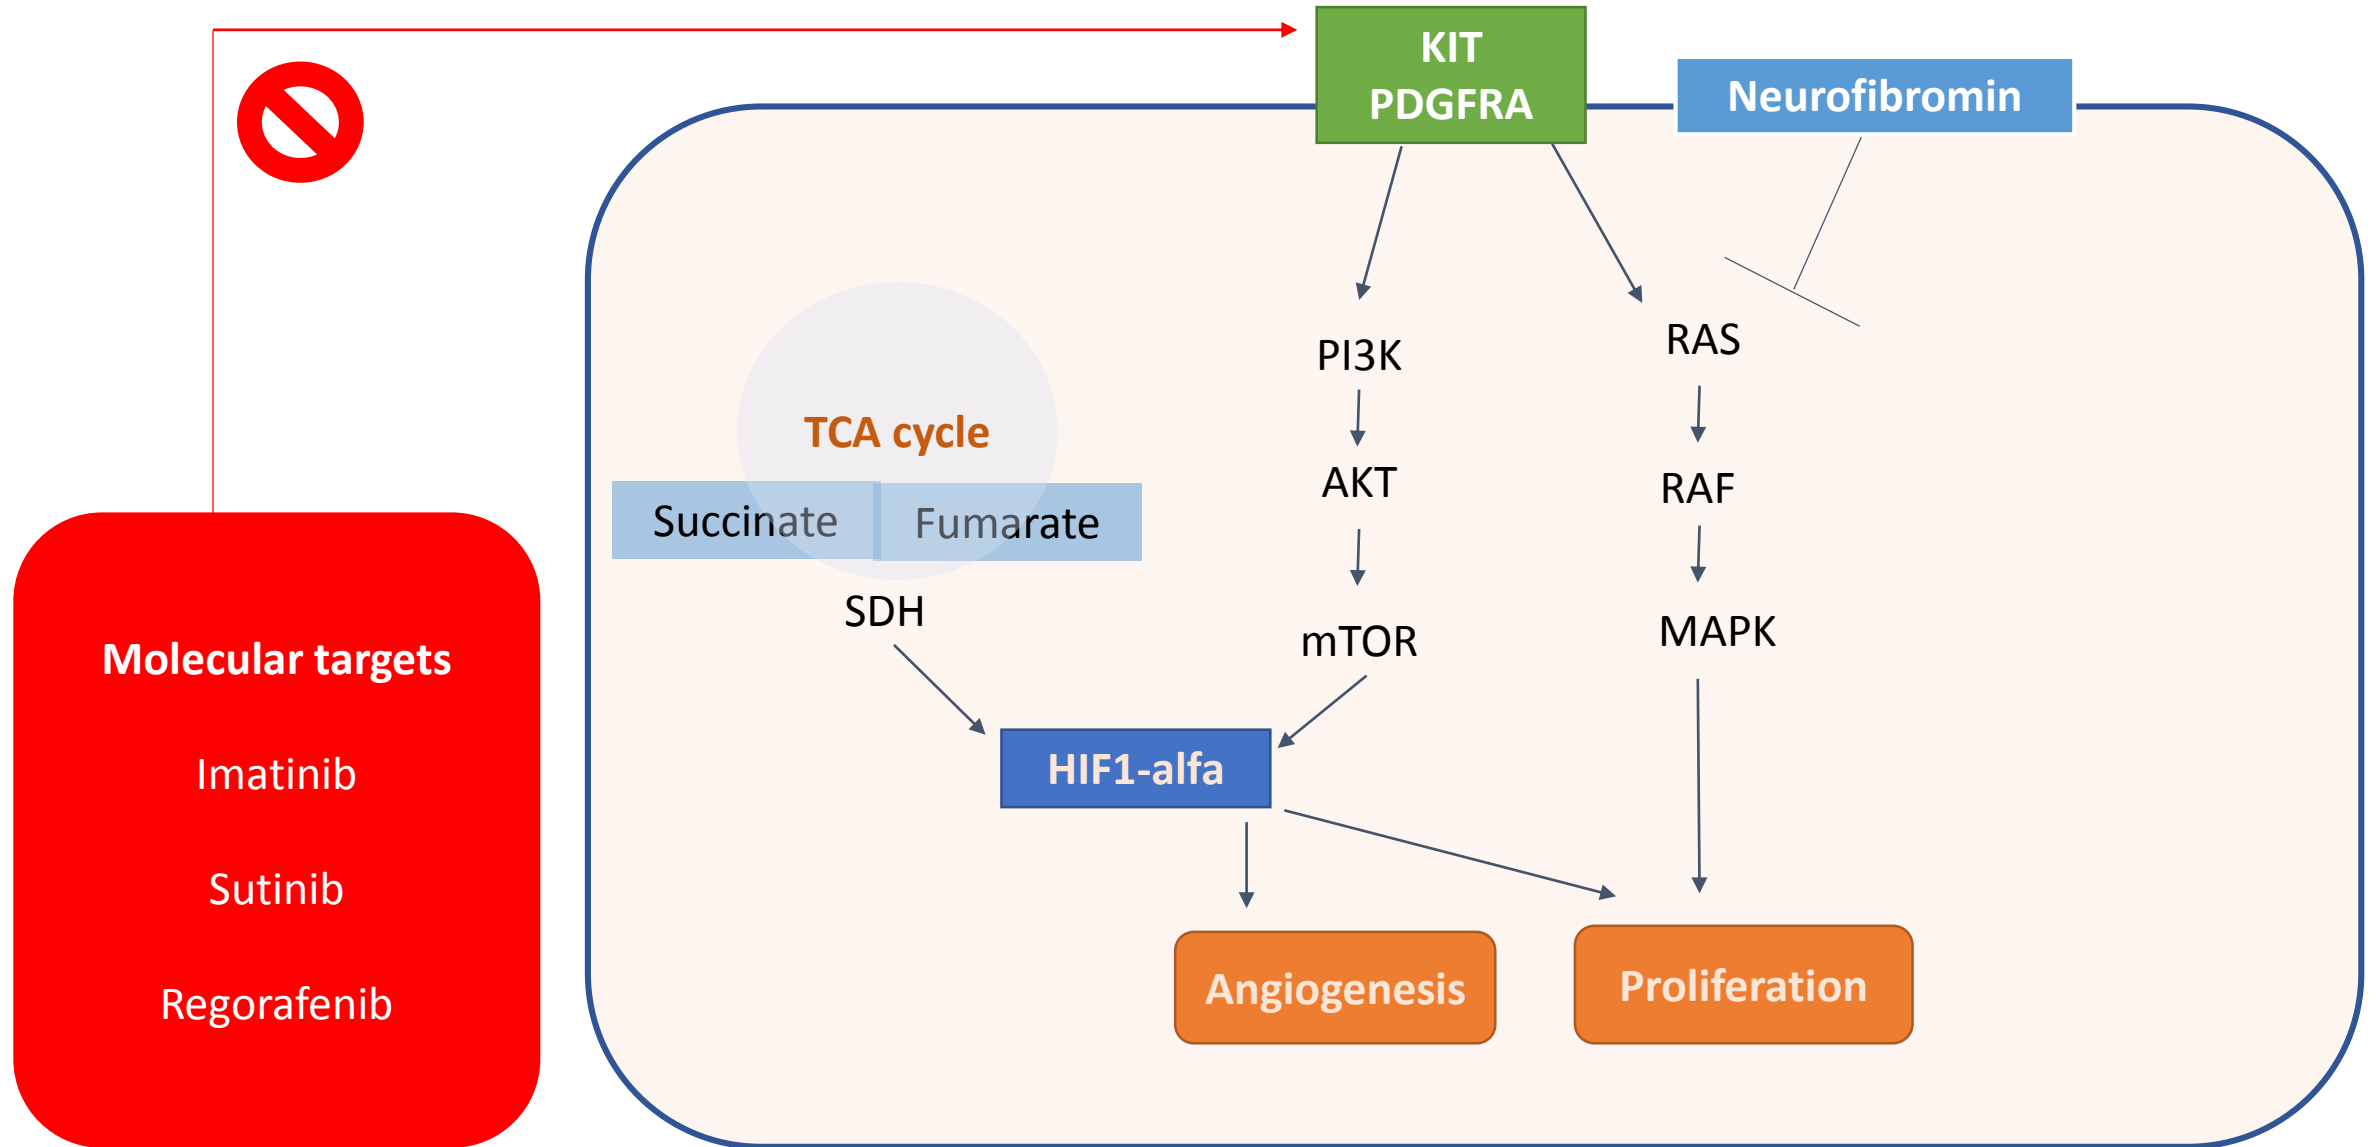 KIT
PDGFRA
Neurofibromin
PI3K
RAS
TCA cycle
AKT
RAF
Succinate
Fumarate
SDH
mTOR
MAPK
HIF1-alfa
Angiogenesis
Proliferation
Molecular targets
Imatinib
Sutinib
Regorafenib